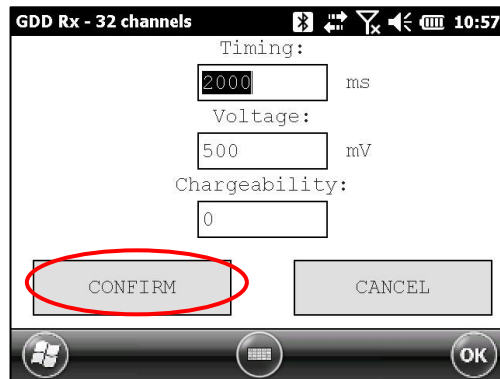 GDD Rx - 32 channels 10:57
Timing:
2000 ms
Voltage:
500 mV
Chargeability:
0
CONFIRM CANCEL
OK